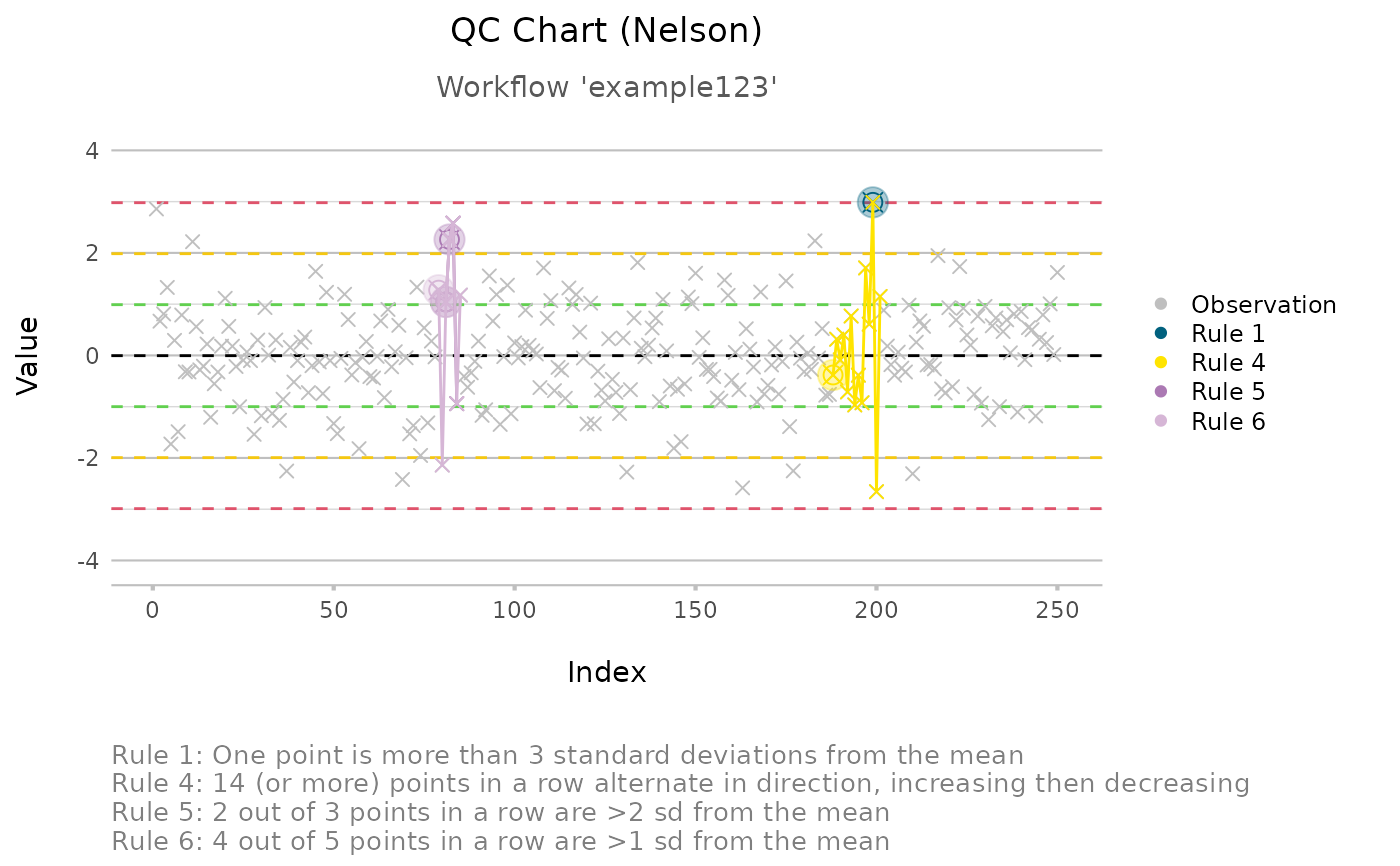 QC Chart (Nelson)
Workflow 'example123'
Value
4
2
0
-2
-4
0 50 100 150 200 250
Index
Observation
Rule 1
Rule 4
Rule 5
Rule 6
Rule 1: One point is more than 3 standard deviations from the mean
Rule 4: 14 (or more) points in a row alternate in direction, increasing then decreasing
Rule 5: 2 out of 3 points in a row are >2 sd from the mean
Rule 6: 4 out of 5 points in a row are >1 sd from the mean